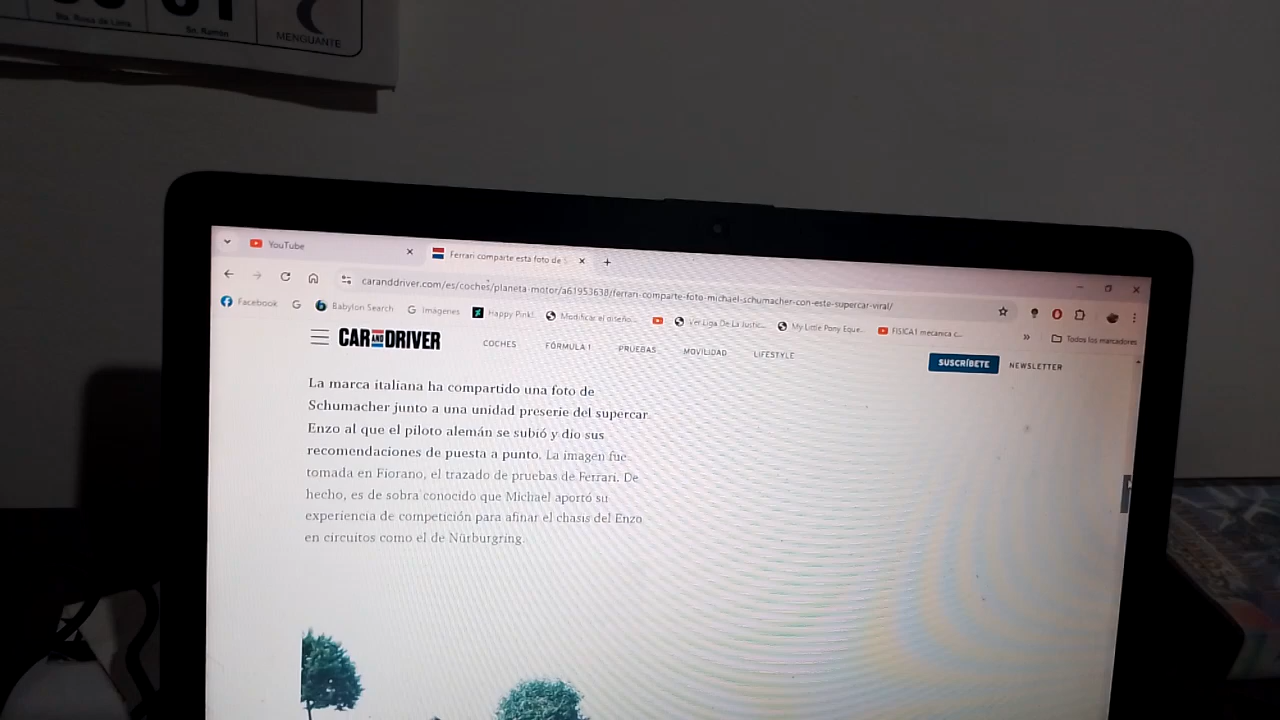 Sta. Rosa de Lima
Sn. Ramón
MENGUANTE
YouTube
Ferrari comparte esta foto de S
caranddriver.com/es/coches/planeta-motor/a61953638/ferrari-comparte-foto-michael-schumacher-con-este-supercar-viral/
Facebook
Babylon Search
Imágenes
Happy Pink!
Modificar el diseño...
Ver Liga De La Justic...
My Little Pony Eque...
FISICA1 mecanica c...
Todos los marcadores
CAR AND DRIVER
COCHES
FÓRMULA 1
PRUEBAS
MOVILIDAD
LIFESTYLE
SUSCRÍBETE
NEWSLETTER
La marca italiana ha compartido una foto de
Schumacher junto a una unidad preserie del supercar
Enzo al que el piloto alemán se subió y dio sus
recomendaciones de puesta a punto. La imagen fue
tomada en Fiorano, el trazado de pruebas de Ferrari. De
hecho, es de sobra conocido que Michael aportó su
experiencia de competición para afinar el chasis del Enzo
en circuitos como el de Nürburgring.